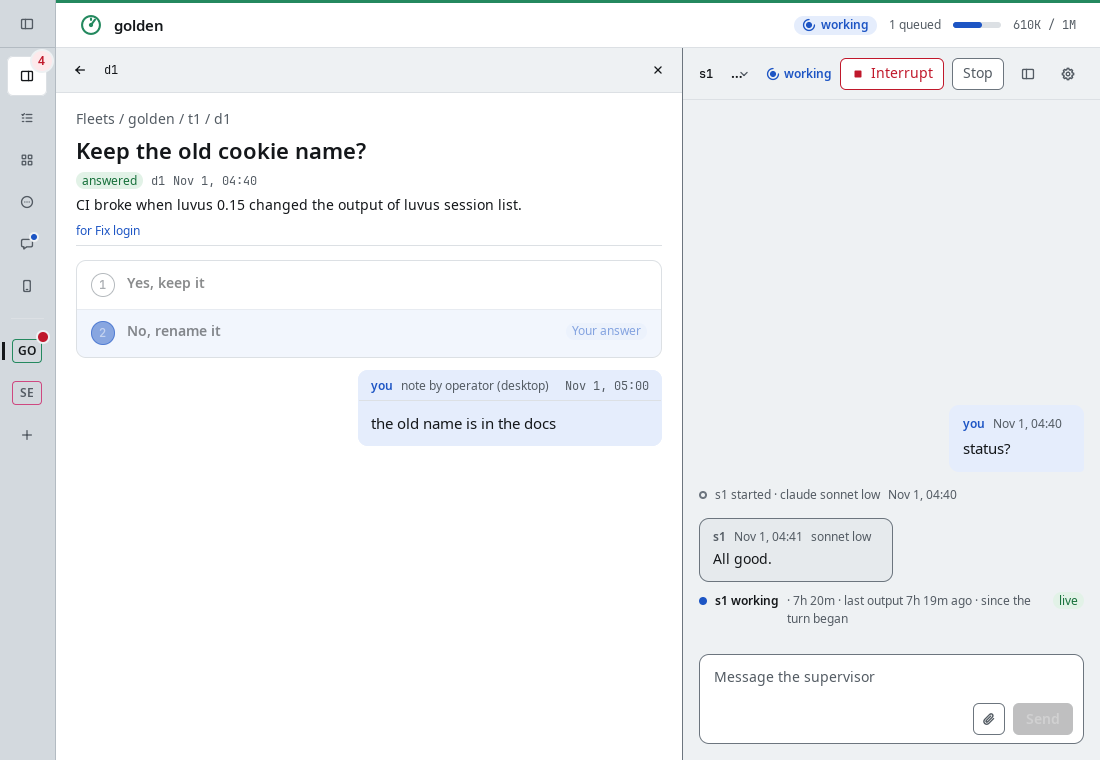 golden
working
1 queued
610K / 1M
4
GO
SE
d1
Fleets / golden / t1 / d1
Keep the old cookie name?
answered d1 Nov 1, 04:40
CI broke when luvus 0.15 changed the output of luvus session list.
for Fix login
1 Yes, keep it
2 No, rename it Your answer
you note by operator (desktop) Nov 1, 05:00
the old name is in the docs
s1 ... working Interrupt Stop
you Nov 1, 04:40
status?
s1 started · claude sonnet low Nov 1, 04:40
s1 Nov 1, 04:41 sonnet low
All good.
s1 working · 7h 20m · last output 7h 19m ago · since the live
turn began
Message the supervisor
Send